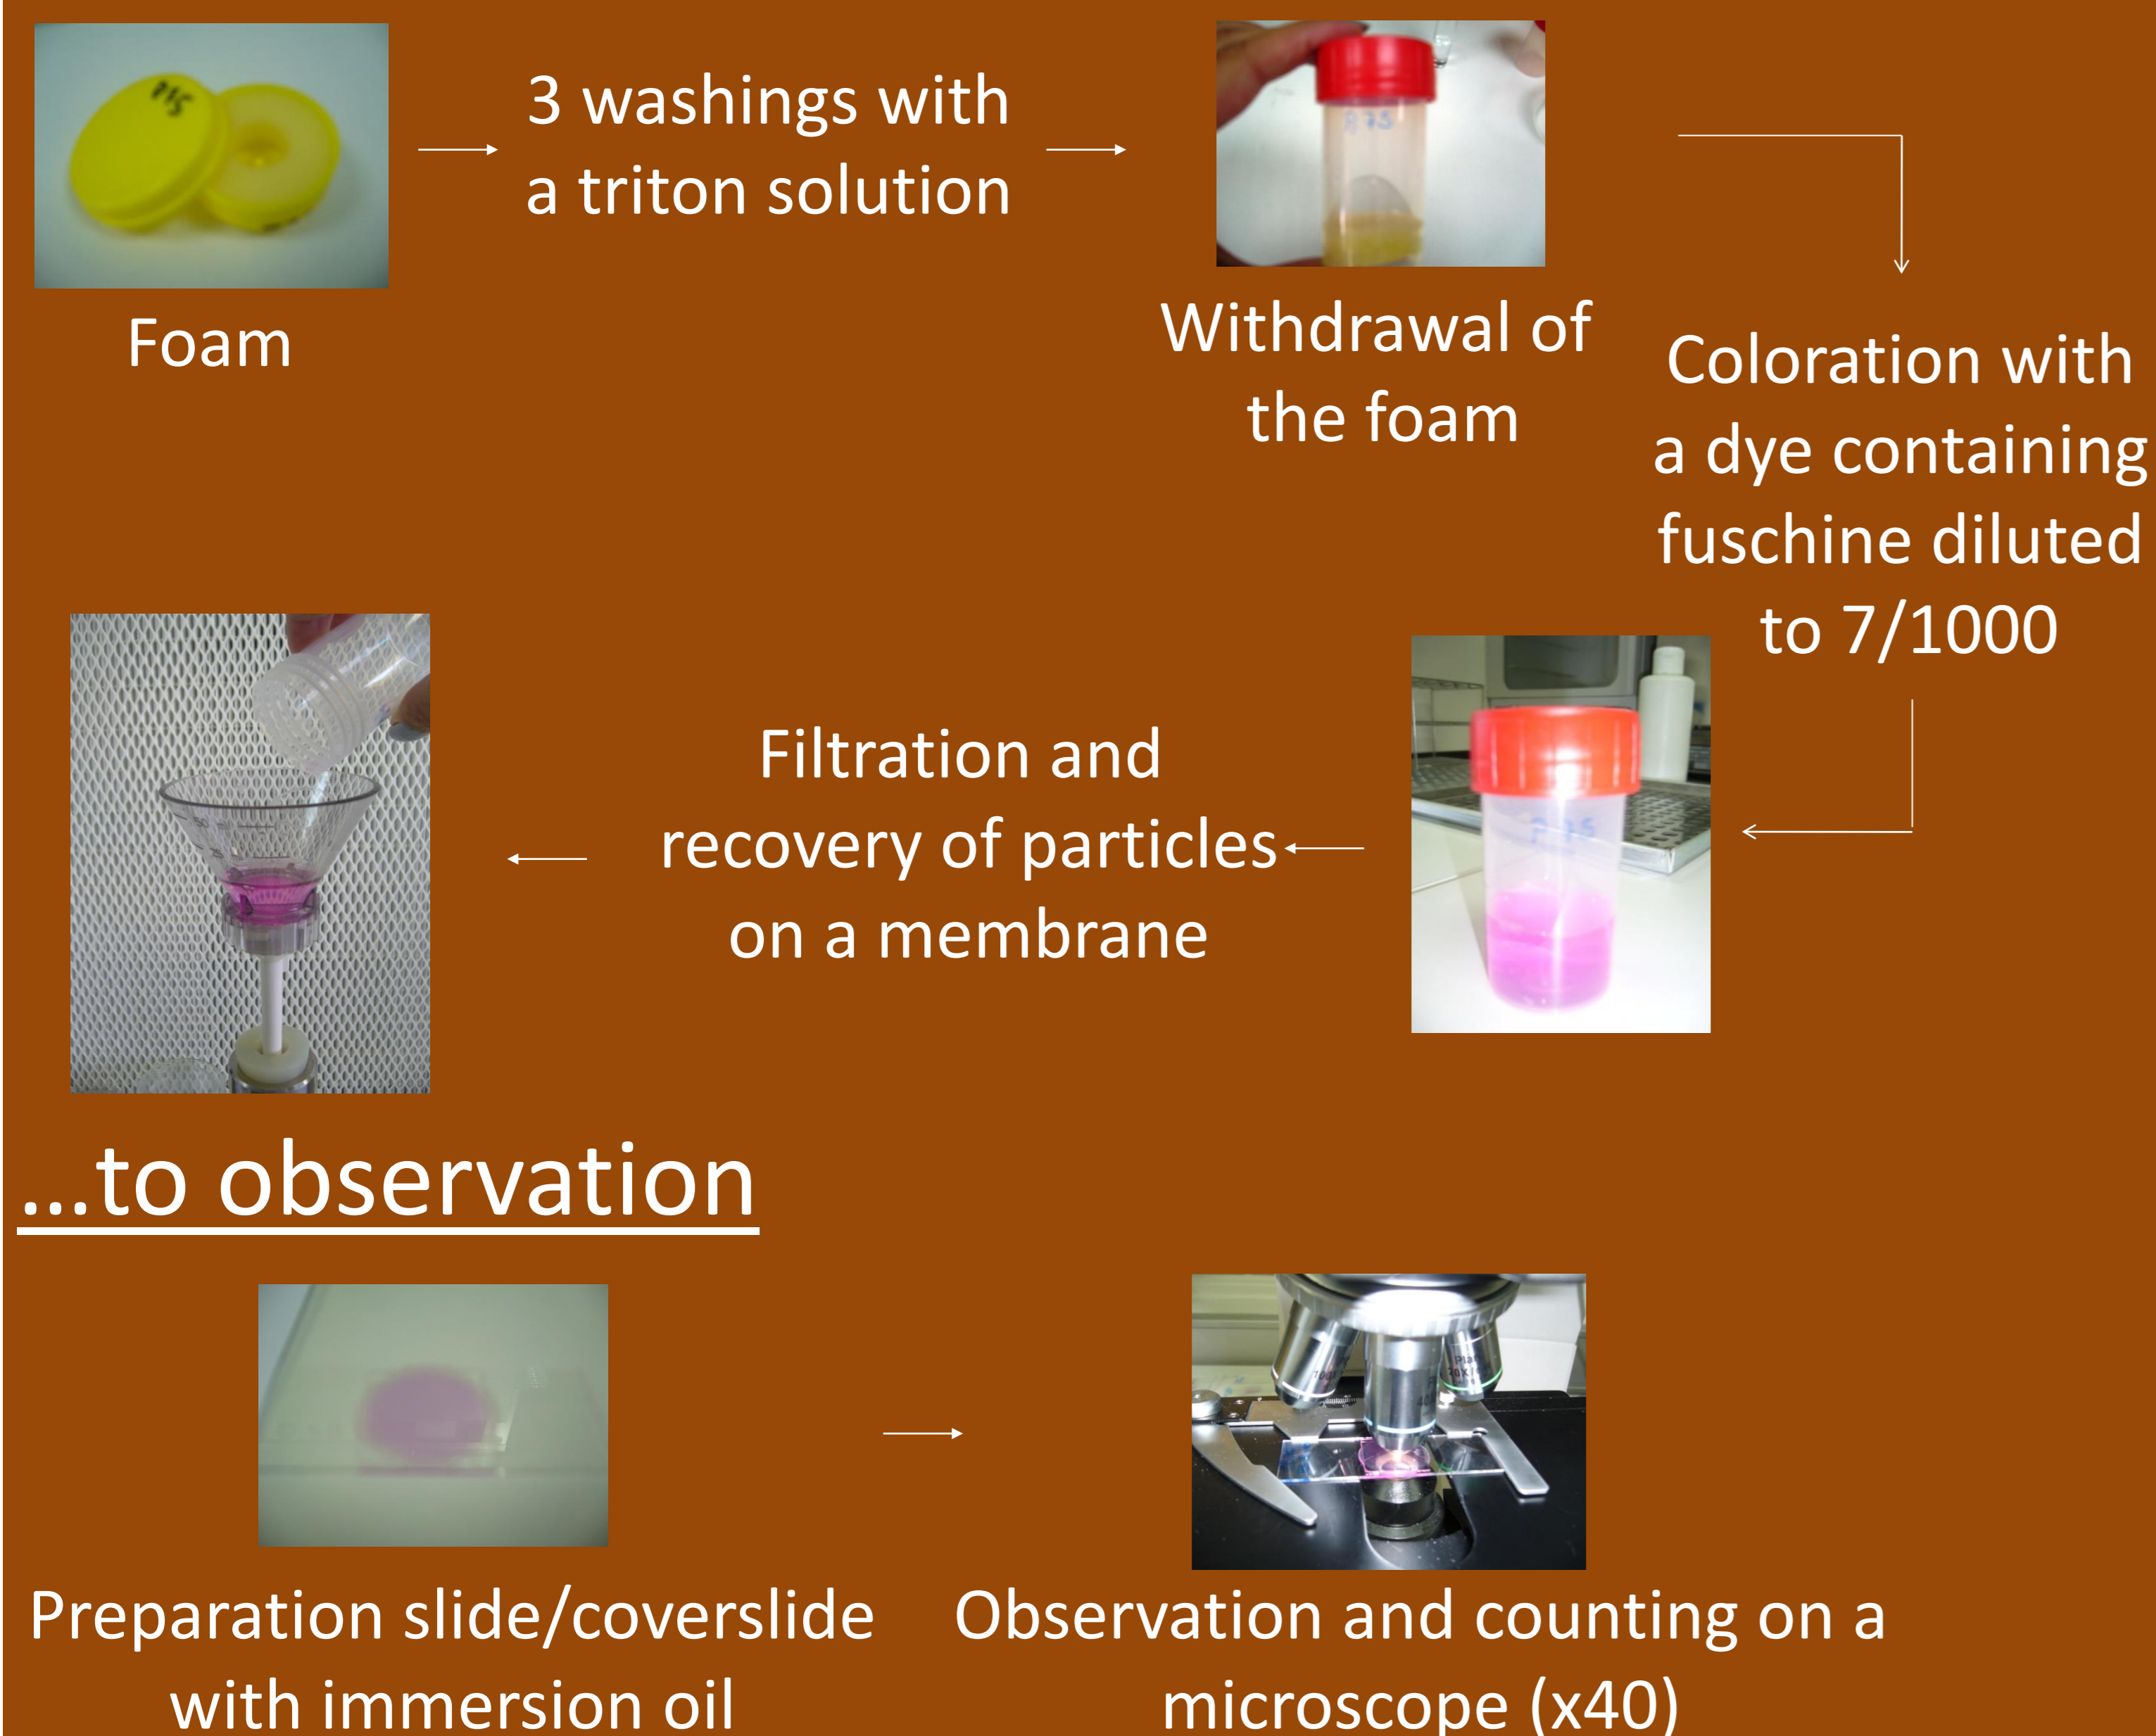 P15
Foam
3 washings with
a triton solution
Withdrawal of
the foam
Coloration with
a dye containing
fuschine diluted
to 7/1000
Filtration and
recovery of particles
on a membrane
…to observation
Preparation slide/coverslide
with immersion oil
Observation and counting on a
microscope (x40)